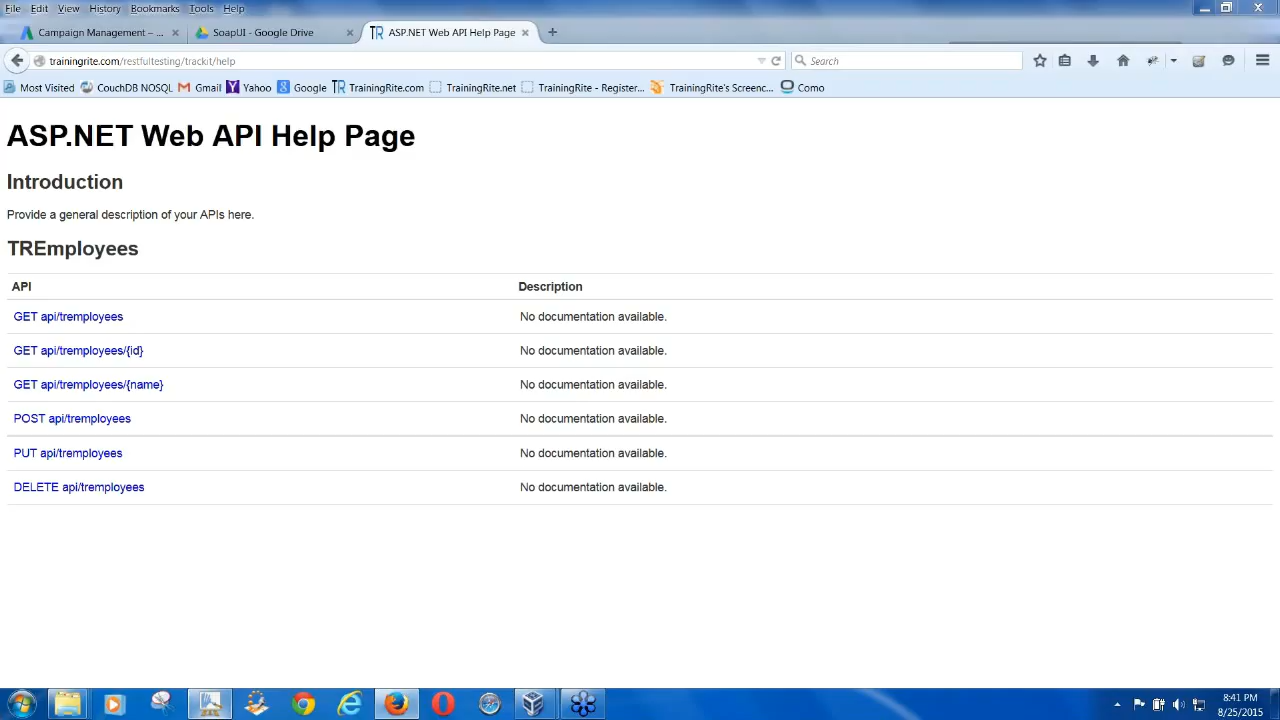 File Edit View History Bookmarks Tools Help
Campaign Management – ... SoapUI - Google Drive ASP.NET Web API Help Page
trainingrite.com/restfultesting/trackit/help Search
Most Visited CouchDB NOSQL Gmail Yahoo Google TrainingRite.com TrainingRite.net TrainingRite - Register... TrainingRite's Screenc... Como
ASP.NET Web API Help Page
Introduction
Provide a general description of your APIs here.
TREmployees
API Description
GET api/tremployees No documentation available.
GET api/tremployees/{id} No documentation available.
GET api/tremployees/{name} No documentation available.
POST api/tremployees No documentation available.
PUT api/tremployees No documentation available.
DELETE api/tremployees No documentation available.
8:41 PM
8/25/2015